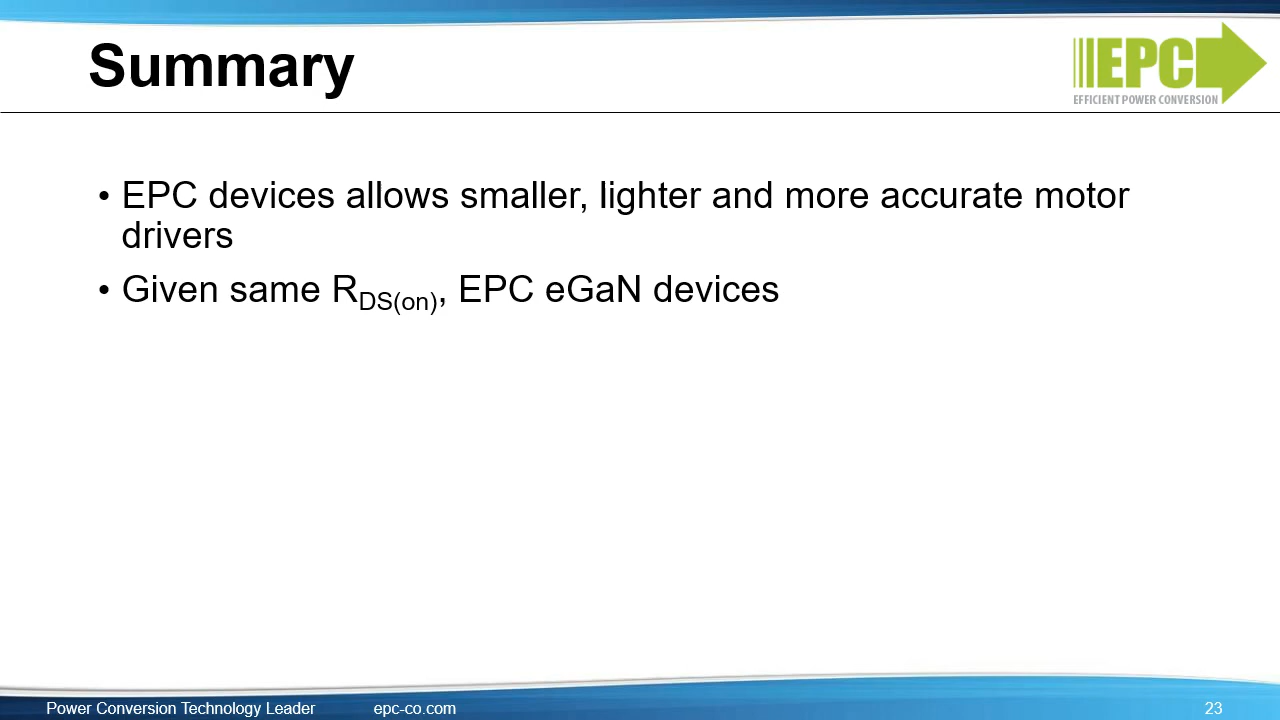 Summary
EPC
EFFICIENT POWER CONVERSION
• EPC devices allows smaller, lighter and more accurate motor
drivers
• Given same RDS(on), EPC eGaN devices
Power Conversion Technology Leader epc-co.com 23